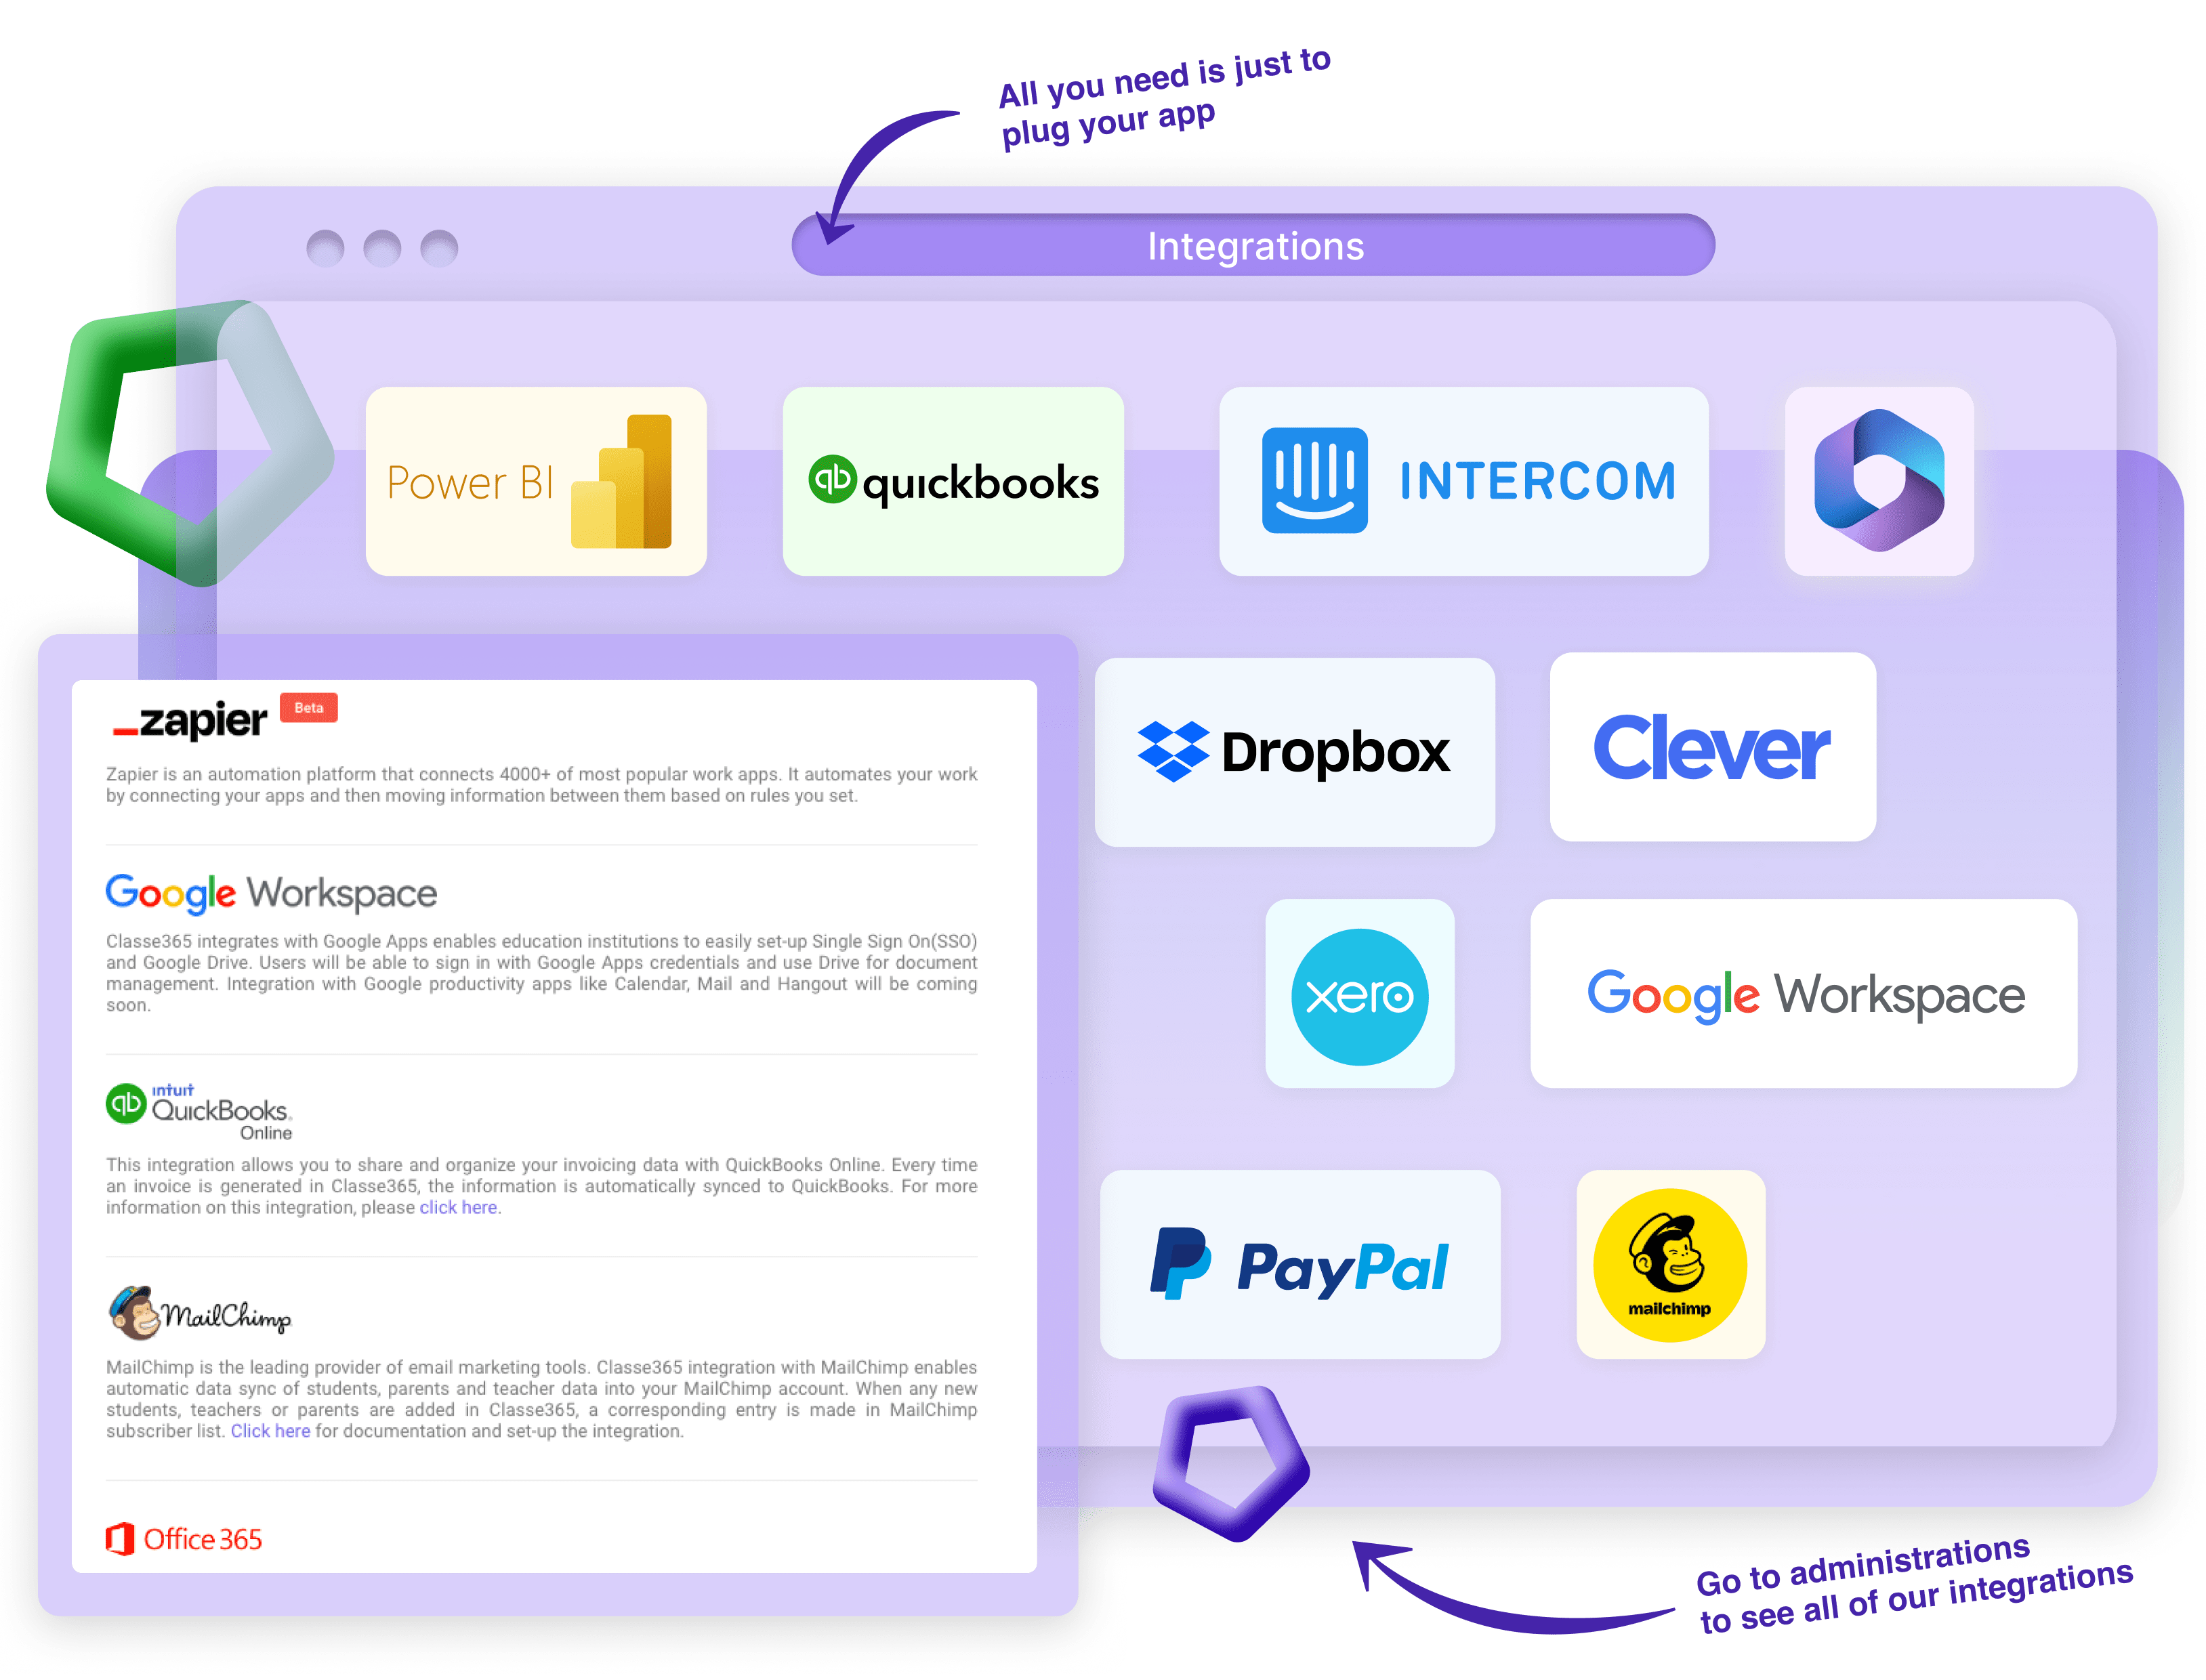 All you need is just to
plug your app
Integrations
Power BI
qb quickbooks
INTERCOM
Dropbox
Clever
xero
Google Workspace
PayPal
mailchimp
zapier Beta
Zapier is an automation platform that connects 4000+ of most popular work apps. It automates your work
by connecting your apps and then moving information between them based on rules you set.
Google Workspace
Classe365 integrates with Google Apps enables education institutions to easily set-up Single Sign On(SSO)
and Google Drive. Users will be able to sign in with Google Apps credentials and use Drive for document
management. Integration with Google productivity apps like Calendar, Mail and Hangout will be coming
soon.
qb intuit
QuickBooks.
Online
This integration allows you to share and organize your invoicing data with QuickBooks Online. Every time
an invoice is generated in Classe365, the information is automatically synced to QuickBooks. For more
information on this integration, please click here.
MailChimp
MailChimp is the leading provider of email marketing tools. Classe365 integration with MailChimp enables
automatic data sync of students, parents and teacher data into your MailChimp account. When any new
students, teachers or parents are added in Classe365, a corresponding entry is made in MailChimp
subscriber list. Click here for documentation and set-up the integration.
Office 365
Go to administrations
to see all of our integrations